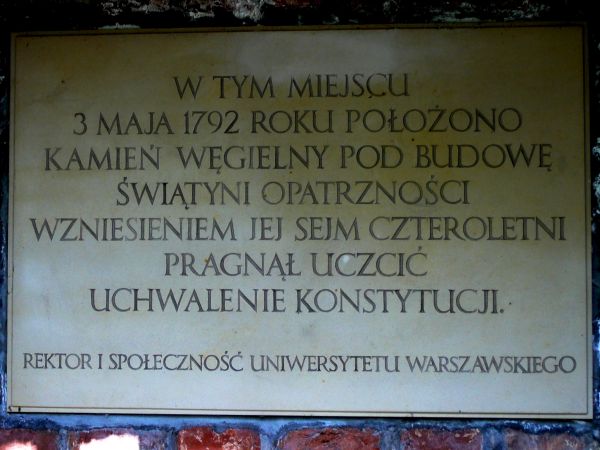 W TYM MIEJSCU
3 MAJA 1792 ROKU POŁOŻONO
KAMIEŃ WĘGIELNY POD BUDOWĘ
ŚWIĄTYNI OPATRZNOŚCI
WZNIESIENIEM JEJ SEJM CZTEROLETNI
PRAGNĄŁ UCZCIĆ
UCHWALENIE KONSTYTUCJI.
REKTOR I SPOŁECZNOŚĆ UNIWERSYTETU WARSZAWSKIEGO